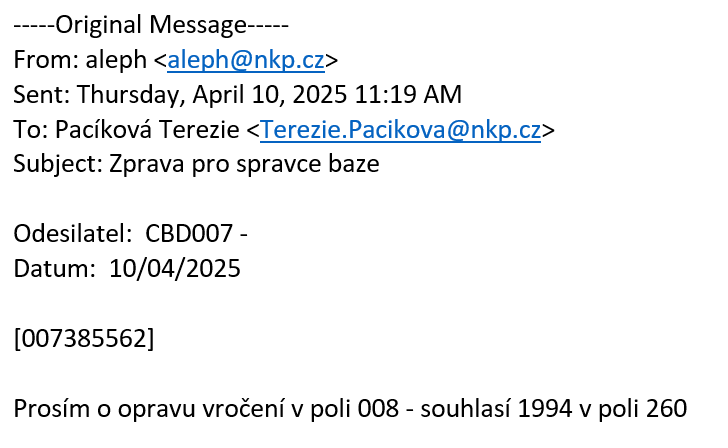 -----Original Message-----
From: aleph <aleph@nkp.cz>
Sent: Thursday, April 10, 2025 11:19 AM
To: Pacíková Terezie <Terezie.Pacikova@nkp.cz>
Subject: Zprava pro spravce baze
Odesilatel:  CBD007 -
Datum:  10/04/2025
[007385562]
Prosím o opravu vročení v poli 008 - souhlasí 1994 v poli 260